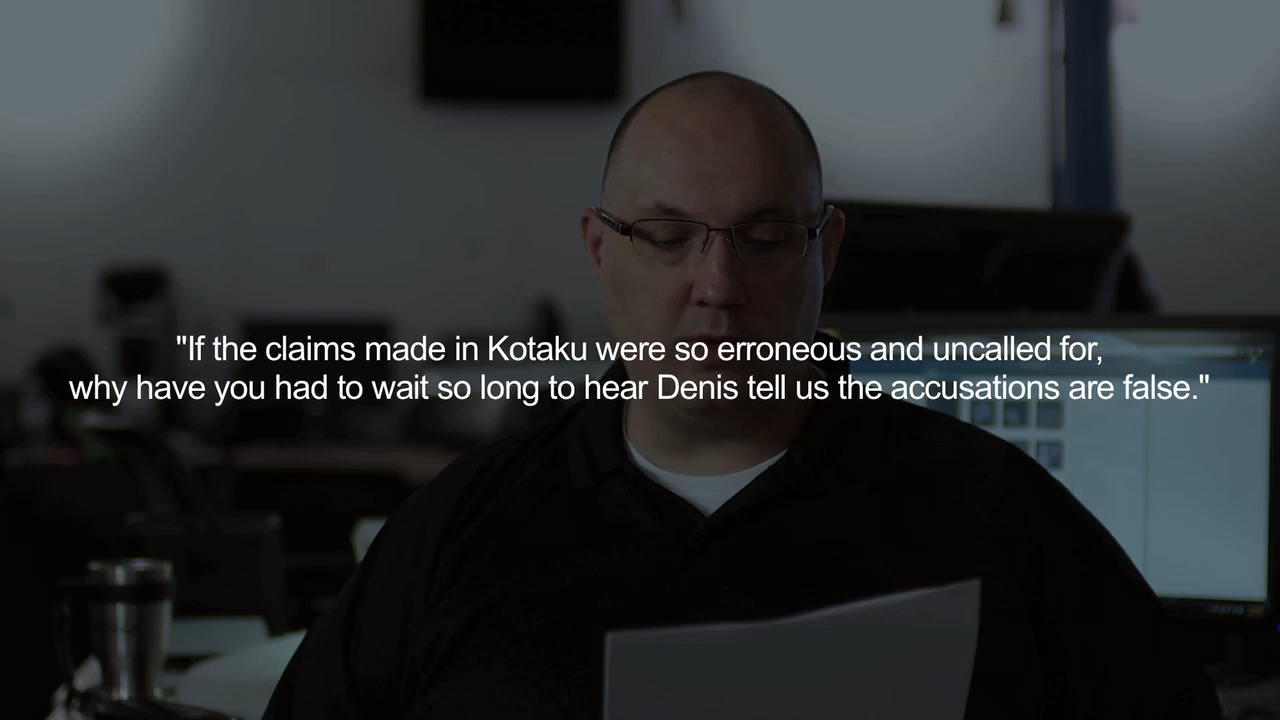 "If the claims made in Kotaku were so erroneous and uncalled for,
why have you had to wait so long to hear Denis tell us the accusations are false."